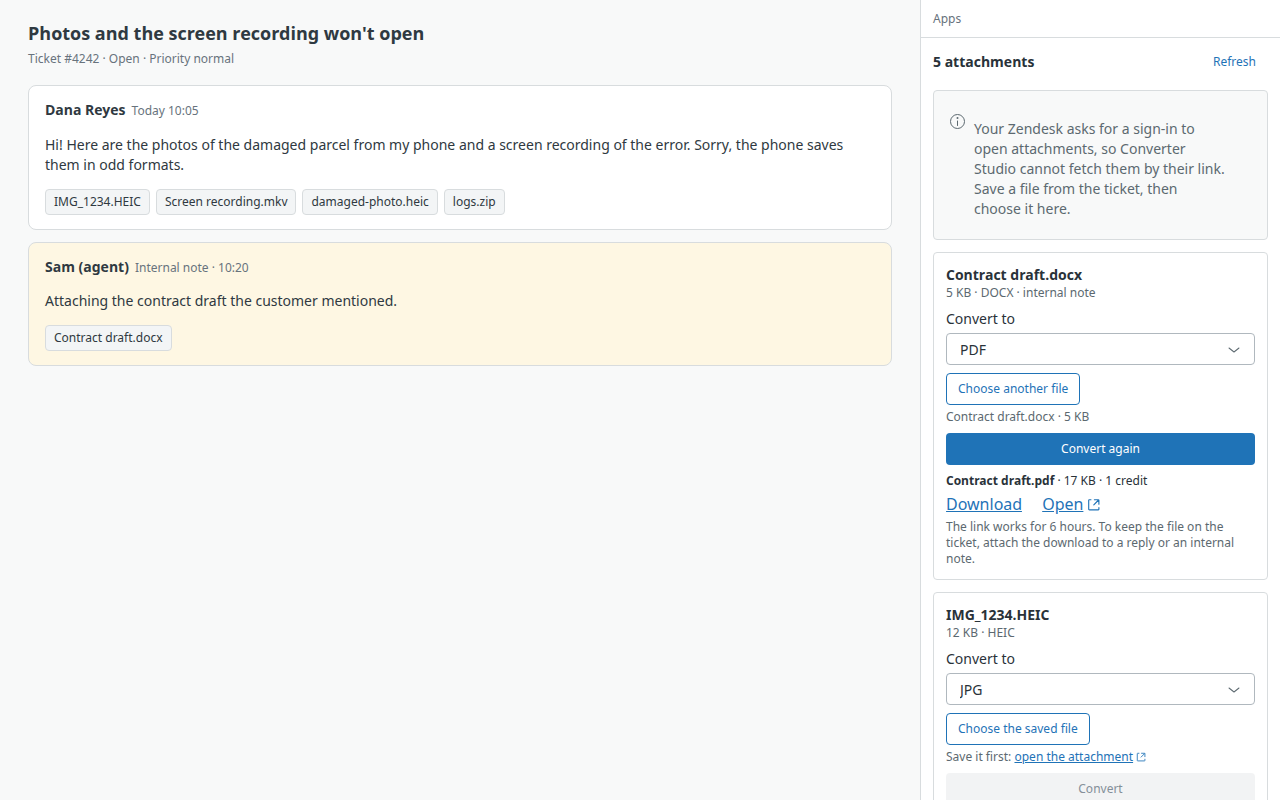 Photos and the screen recording won't open
Ticket #4242 · Open · Priority normal
Dana Reyes Today 10:05
Hi! Here are the photos of the damaged parcel from my phone and a screen recording of the error. Sorry, the phone saves
them in odd formats.
IMG_1234.HEIC Screen recording.mkv damaged-photo.heic logs.zip
Sam (agent) Internal note · 10:20
Attaching the contract draft the customer mentioned.
Contract draft.docx
Apps
5 attachments Refresh
Your Zendesk asks for a sign-in to
open attachments, so Converter
Studio cannot fetch them by their link.
Save a file from the ticket, then
choose it here.
Contract draft.docx
5 KB · DOCX · internal note
Convert to
PDF
Choose another file
Contract draft.docx · 5 KB
Convert again
Contract draft.pdf · 17 KB · 1 credit
Download Open
The link works for 6 hours. To keep the file on the
ticket, attach the download to a reply or an internal
note.
IMG_1234.HEIC
12 KB · HEIC
Convert to
JPG
Choose the saved file
Save it first: open the attachment
Convert